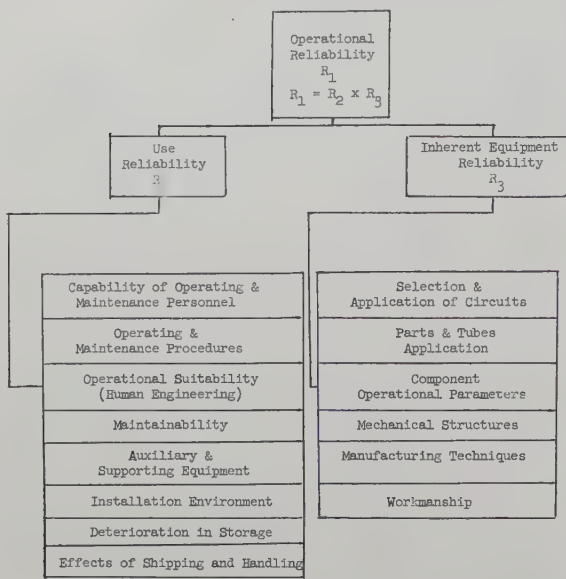 Operational
Reliability
R1
R1 = R2 x R3
Use
Reliability
Inherent Equipment
Reliability
R3
Capability of Operating &
Maintenance Personnel
Operating &
Maintenance Procedures
Operational Suitability
(Human Engineering)
Maintainability
Auxiliary &
Supporting Equipment
Installation Environment
Deterioration in Storage
Effects of Shipping and Handling
Selection &
Application of Circuits
Parts & Tubes
Application
Component
Operational Parameters
Mechanical Structures
Manufacturing Techniques
Workmanship